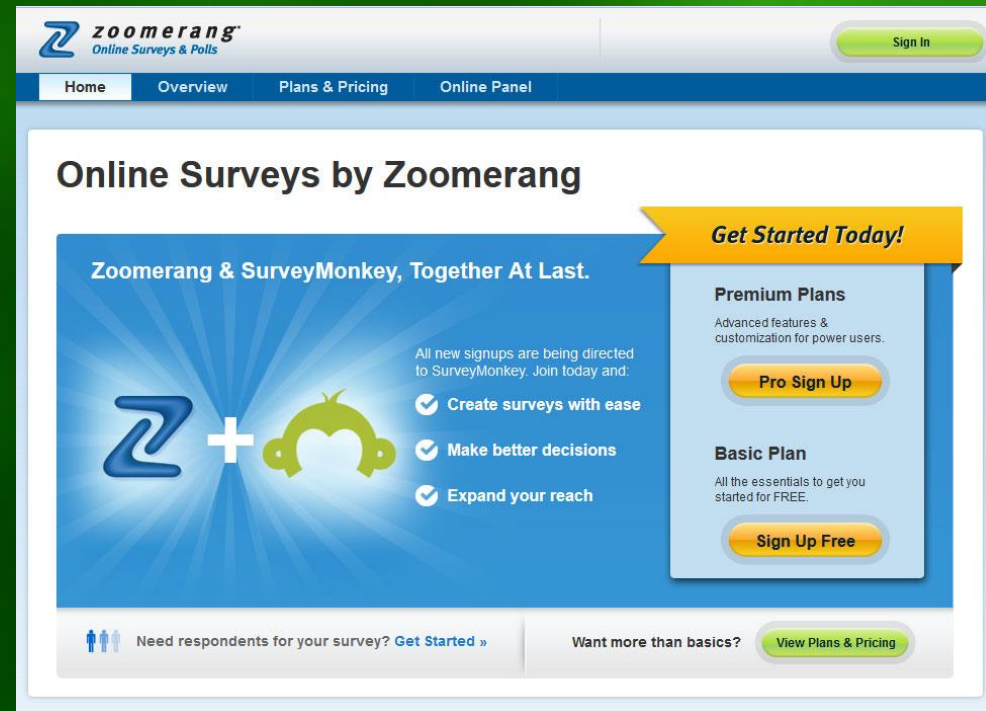 zoomerang
Online Surveys & Polls
Sign In
Home
Overview
Plans & Pricing
Online Panel
Online Surveys by Zoomerang
Get Started Today!
Zoomerang & SurveyMonkey, Together At Last.
All new signups are being directed
to SurveyMonkey. Join today and:
Create surveys with ease
Make better decisions
Expand your reach
Premium Plans
Advanced features &
customization for power users.
Pro Sign Up
Basic Plan
All the essentials to get you
started for FREE.
Sign Up Free
Need respondents for your survey? Get Started »
Want more than basics?
View Plans & Pricing